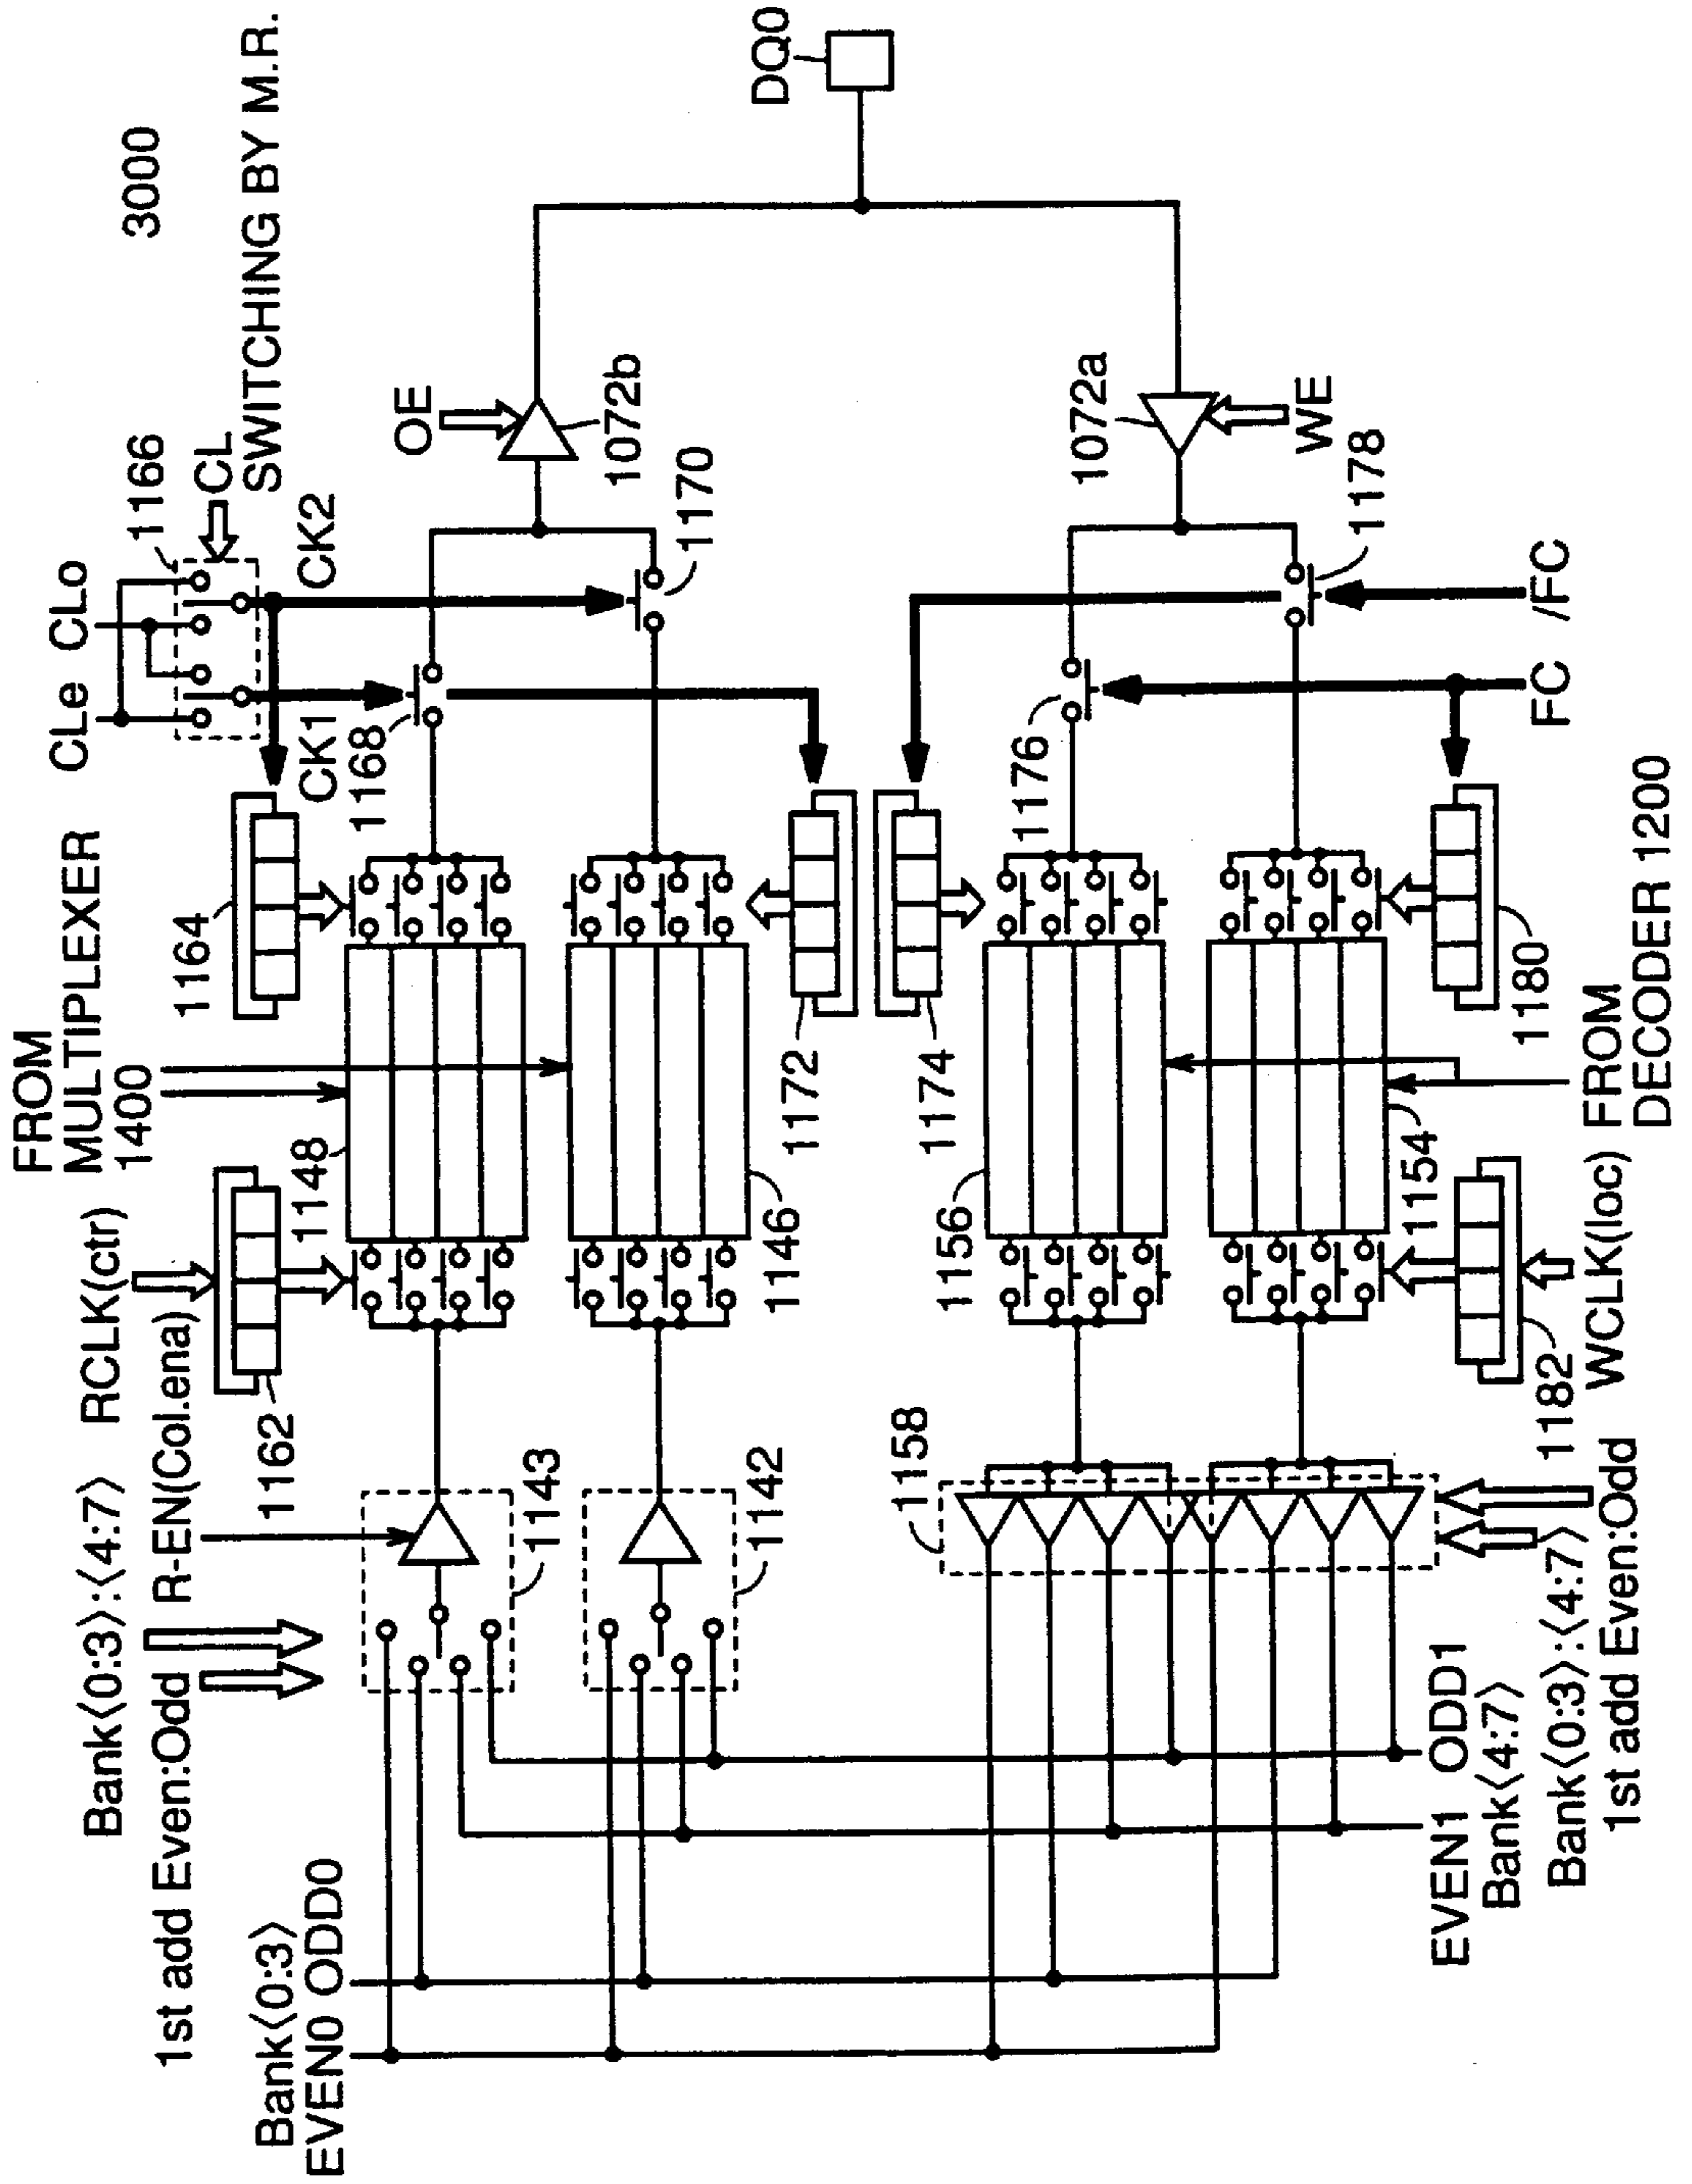 3000
FROM
MULTIPLEXER
1400
RCLK(ctr)
R-EN(Col.ena)
Bank⟨0:3⟩:⟨4:7⟩
1st add Even:Odd
Bank⟨0:3⟩
EVEN0 ODD0
CLe CLo
1166
CL
SWITCHING BY M.R.
CK2
CK1
1162
1148
1164
1168
OE
1072b
1170
1143
1142
1146
1172
DQ0
1158
1156
1174
1176
1072a
WE
1178
1154
1180
1182
FC /FC
WCLK(loc)
FROM
DECODER 1200
EVEN1 ODD1
Bank⟨4:7⟩
Bank⟨0:3⟩:⟨4:7⟩
1st add Even:Odd